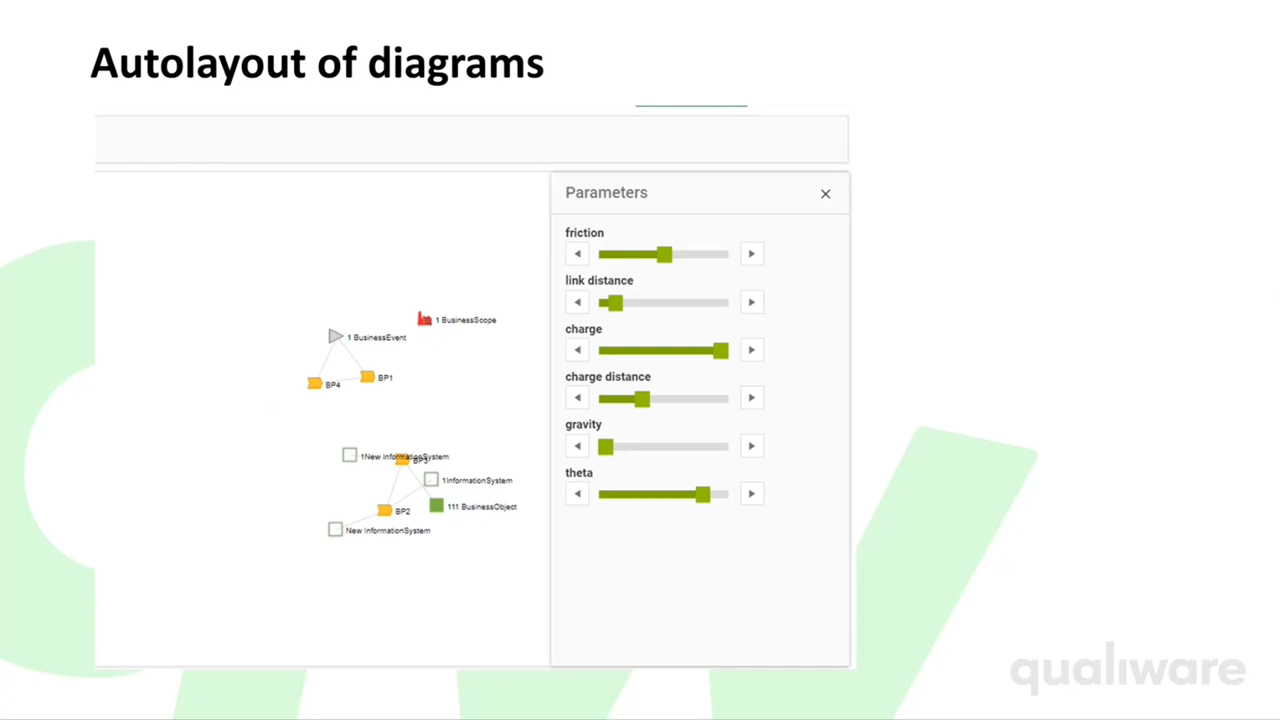 Autolayout of diagrams
Parameters
friction
link distance
charge
charge distance
gravity
theta
1 BusinessScope
1 BusinessEvent
BP4
BP1
1New InformationSystem
BP3
1InformationSystem
111 BusinessObject
BP2
New InformationSystem
qualiware